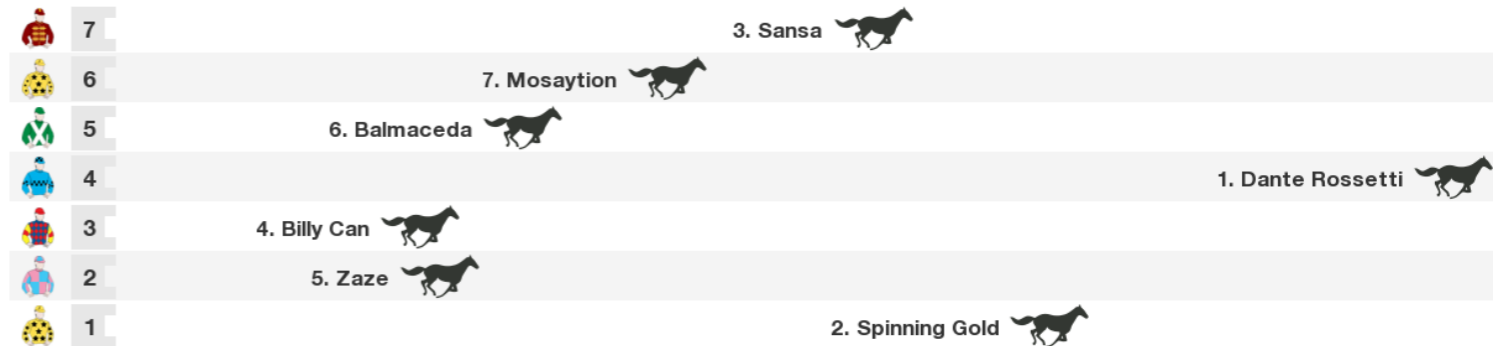 7 3. Sansa
6 7. Mosaytion
5 6. Balmaceda
4 1. Dante Rossetti
3 4. Billy Can
2 5. Zaze
1 2. Spinning Gold